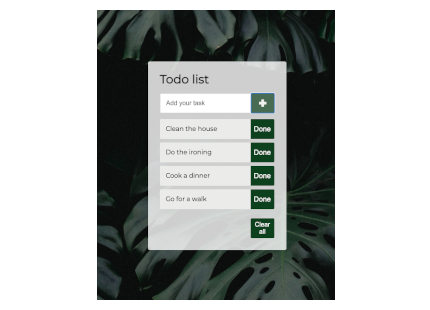 Todo list
Add your task
Clean the house
Done
Do the ironing
Done
Cook a dinner
Done
Go for a walk
Done
Clear
all